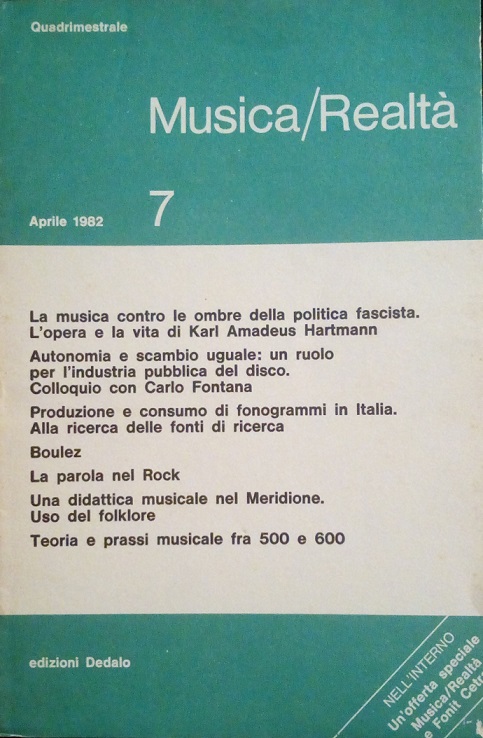 Quadrimestrale
Musica/Realtà
Aprile 1982
7
La musica contro le ombre della politica fascista.
L'opera e la vita di Karl Amadeus Hartmann
Autonomia e scambio uguale: un ruolo
per l'industria pubblica del disco.
Colloquio con Carlo Fontana
Produzione e consumo di fonogrammi in Italia.
Alla ricerca delle fonti di ricerca
Boulez
La parola nel Rock
Una didattica musicale nel Meridione.
Uso del folklore
Teoria e prassi musicale fra 500 e 600
edizioni Dedalo
NELL'INTERNO
Un'offerta speciale
Musica/Realtà
e Fonit Cetra